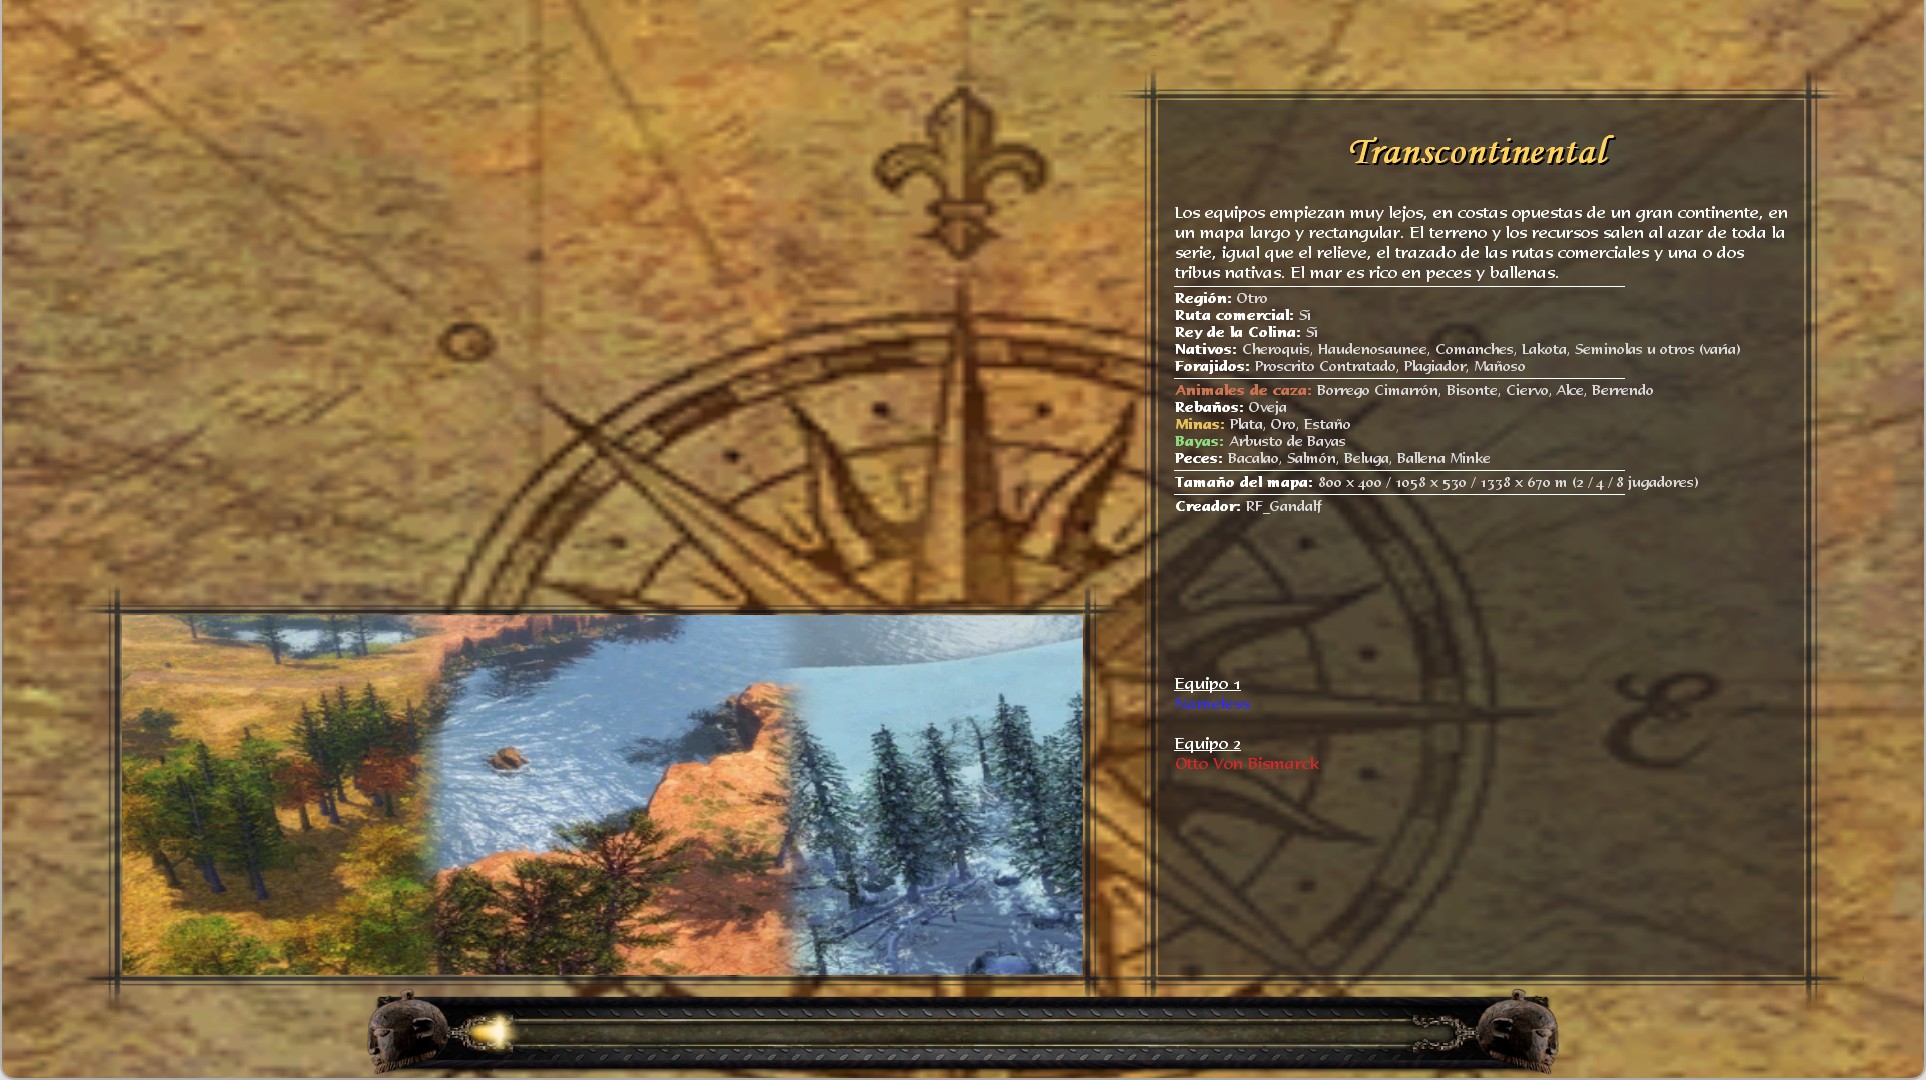 Transcontinental
Los equipos empiezan muy lejos, en costas opuestas de un gran continente, en
un mapa largo y rectangular. El terreno y los recursos salen al azar de toda la
serie, igual que el relieve, el trazado de las rutas comerciales y una o dos
tribus nativas. El mar es rico en peces y ballenas.
Región: Otro
Ruta comercial: Sí
Rey de la Colina: Sí
Nativos: Cheroquis, Haudenosaunee, Comanches, Lakota, Seminolas u otros (varía)
Forajidos: Proscrito Contratado, Plagiador, Mañoso
Animales de caza: Borrego Cimarrón, Bisonte, Ciervo, Alce, Berrendo
Rebaños: Oveja
Minas: Plata, Oro, Estaño
Bayas: Arbusto de Bayas
Peces: Bacalao, Salmón, Beluga, Ballena Minke
Tamaño del mapa: 800 x 400 / 1058 x 530 / 1338 x 670 m (2 / 4 / 8 jugadores)
Creador: RF_Gandalf
Equipo 1
Nameless
Equipo 2
Otto Von Bismarck
E